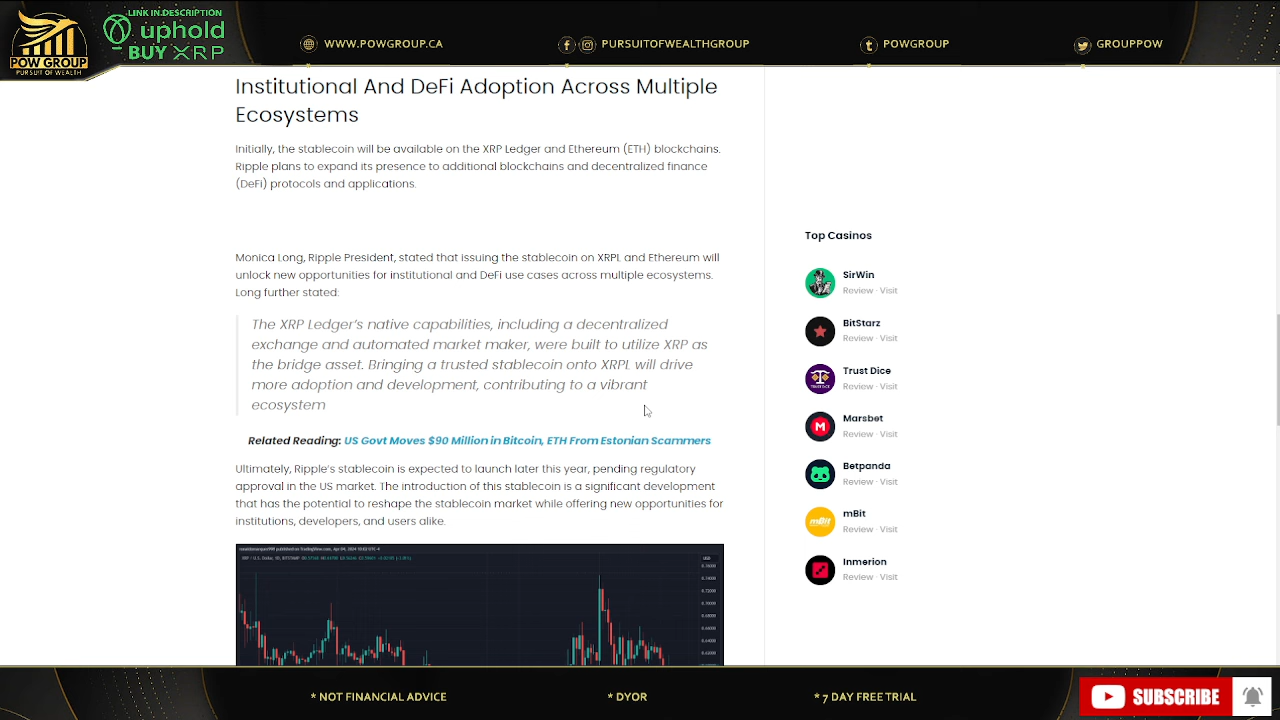 LINK IN DESCRIPTION
uphold
BUY XRP
POW GROUP
PURSUIT OF WEALTH
WWW.POWGROUP.CA
PURSUITOFWEALTHGROUP
POWGROUP
GROUPPOW
Institutional And DeFi Adoption Across Multiple
Ecosystems
Initially, the stablecoin will be available on the XRP Ledger and Ethereum (ETH) blockchains.
Ripple plans to expand its presence to additional blockchains and decentralized finance
(DeFi) protocols and applications.
Monica Long, Ripple President, stated that issuing the stablecoin on XRPL and Ethereum will
unlock new opportunities for institutional and DeFi use cases across multiple ecosystems.
Long further stated:
The XRP Ledger's native capabilities, including a decentralized
exchange and automated market maker, were built to utilize XRP as
the bridge asset. Bringing a trusted stablecoin onto XRPL will drive
more adoption and development, contributing to a vibrant
ecosystem
Related Reading: US Govt Moves $90 Million in Bitcoin, ETH From Estonian Scammers
Ultimately, Ripple's stablecoin is expected to launch later this year, pending regulatory
approval in the US market. The introduction of this stablecoin is a significant development
that has the potential to reshape the stablecoin market while offering new opportunities for
institutions, developers, and users alike.
Top Casinos
SirWin
Review · Visit
BitStarz
Review · Visit
Trust Dice
Review · Visit
Marsbet
Review · Visit
Betpanda
Review · Visit
mBit
Review · Visit
Inmerion
Review · Visit
* NOT FINANCIAL ADVICE
* DYOR
* 7 DAY FREE TRIAL
SUBSCRIBE